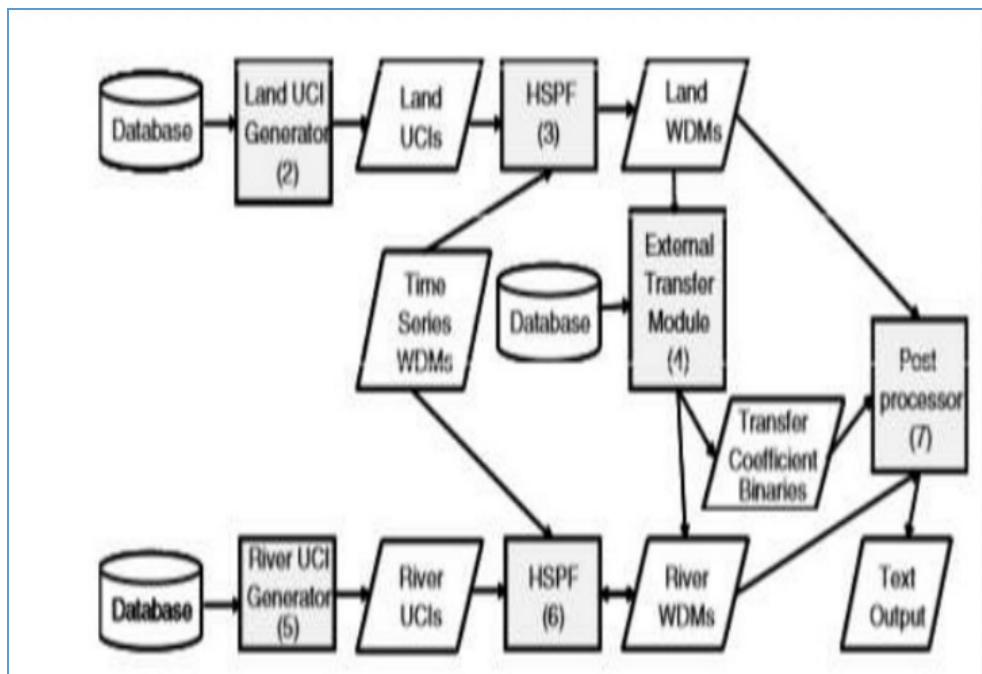 Database
Land UCI
Generator
(2)
Land
UCIs
HSPF
(3)
Land
WDMs
Time
Series
WDMs
Database
External
Transfer
Module
(4)
Post
processor
(7)
Transfer
Coefficient
Binaries
Database
River UCI
Generator
(5)
River
UCIs
HSPF
(6)
River
WDMs
Text
Output